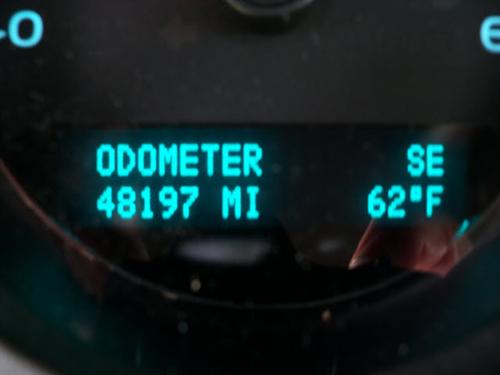 ODOMETER SE
48197 MI 62°F